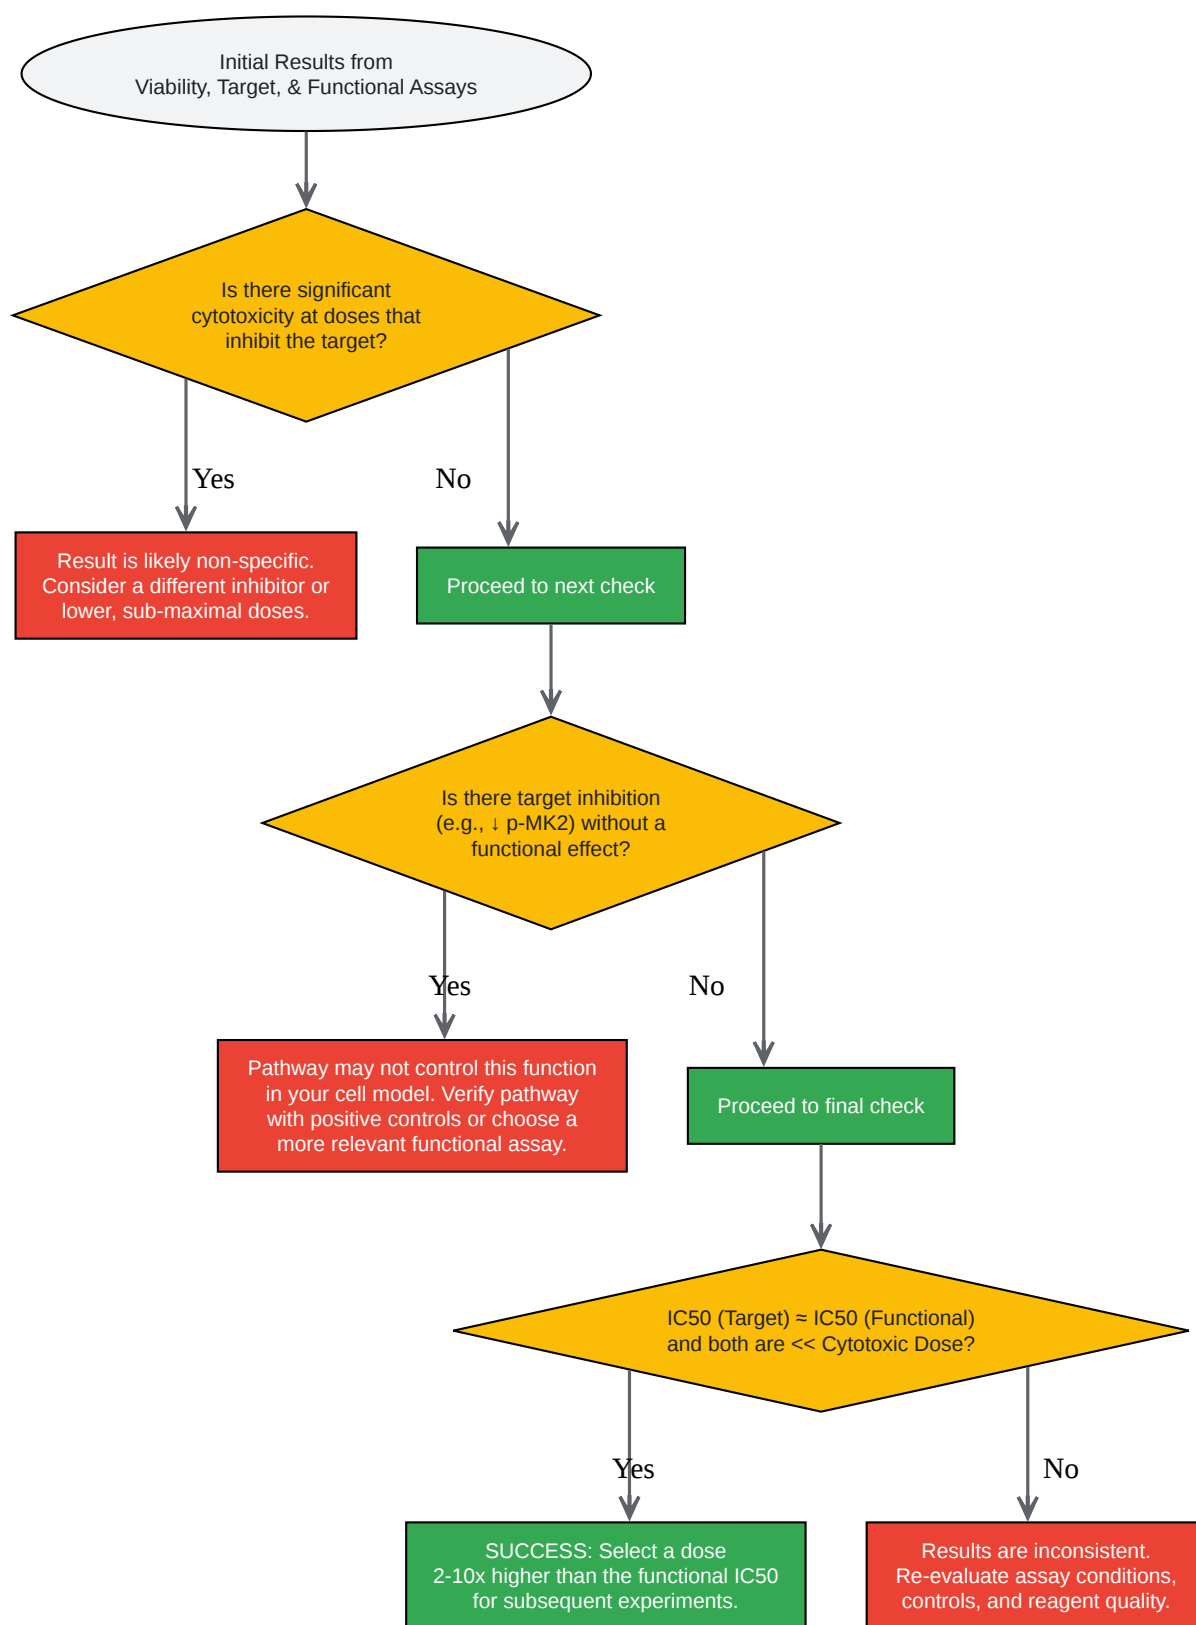 Initial Results from
Viability, Target, & Functional Assays
Is there significant
cytotoxicity at doses that
inhibit the target?
Yes
No
Result is likely non-specific.
Consider a different inhibitor or
lower, sub-maximal doses.
Proceed to next check
Is there target inhibition
(e.g., ↓ p-MK2) without a
functional effect?
Yes
No
Pathway may not control this function
in your cell model. Verify pathway
with positive controls or choose a
more relevant functional assay.
Proceed to final check
IC50 (Target) ≈ IC50 (Functional)
and both are << Cytotoxic Dose?
Yes
No
SUCCESS: Select a dose
2-10x higher than the functional IC50
for subsequent experiments.
Results are inconsistent.
Re-evaluate assay conditions,
controls, and reagent quality.